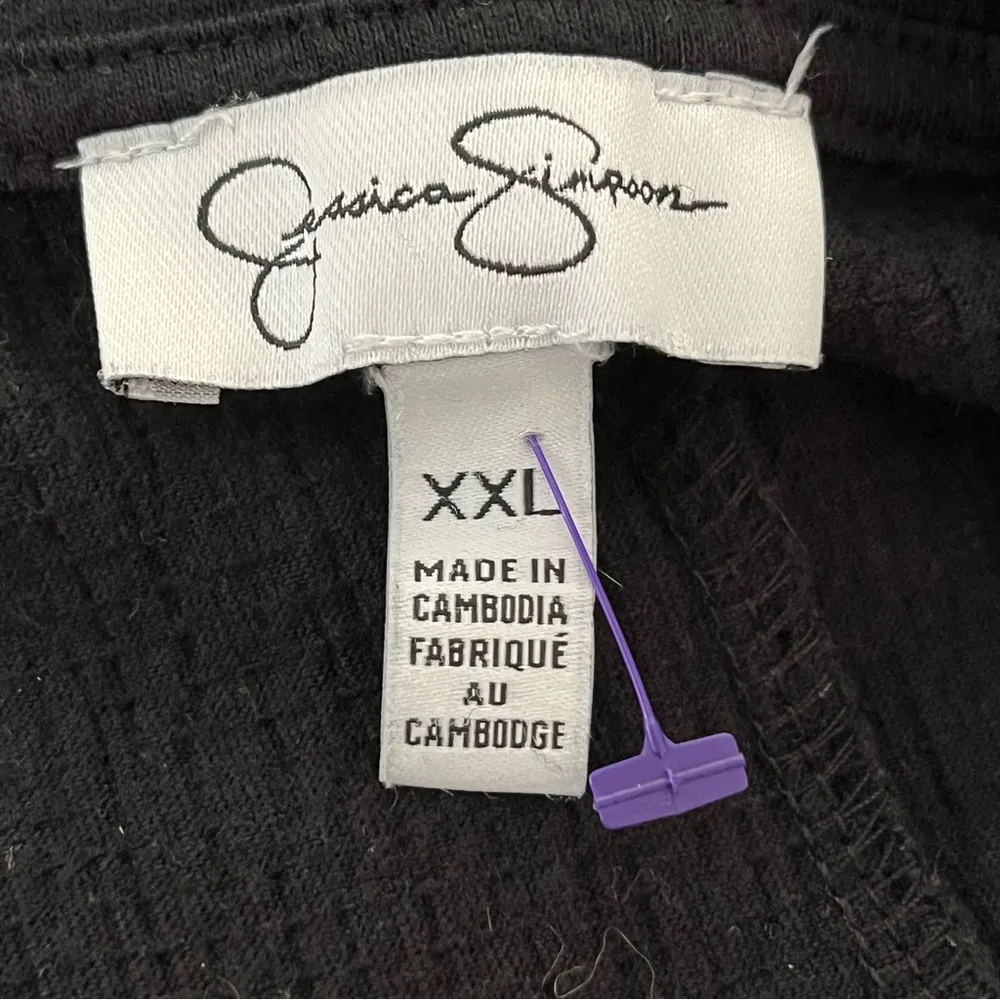 Jessica Simpson
XXL
MADE IN
CAMBODIA
FABRIQUÉ
AU
CAMBODGE